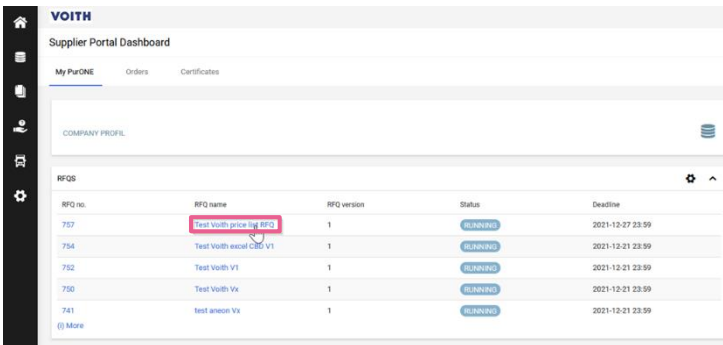 VOITH
Supplier Portal Dashboard
My PurONE Orders Certificates
COMPANY PROFIL
RFQS
RFQ no. RFQ name RFQ version Status Deadline
757 Test Voith price list RFQ 1 RUNNING 2021-12-27 23:59
754 Test Voith excel CBD V1 1 RUNNING 2021-12-21 23:59
752 Test Voith V1 1 RUNNING 2021-12-21 23:59
750 Test Voith Vx 1 RUNNING 2021-12-21 23:59
741 test aneon Vx 1 RUNNING 2021-12-21 23:59
(i) More